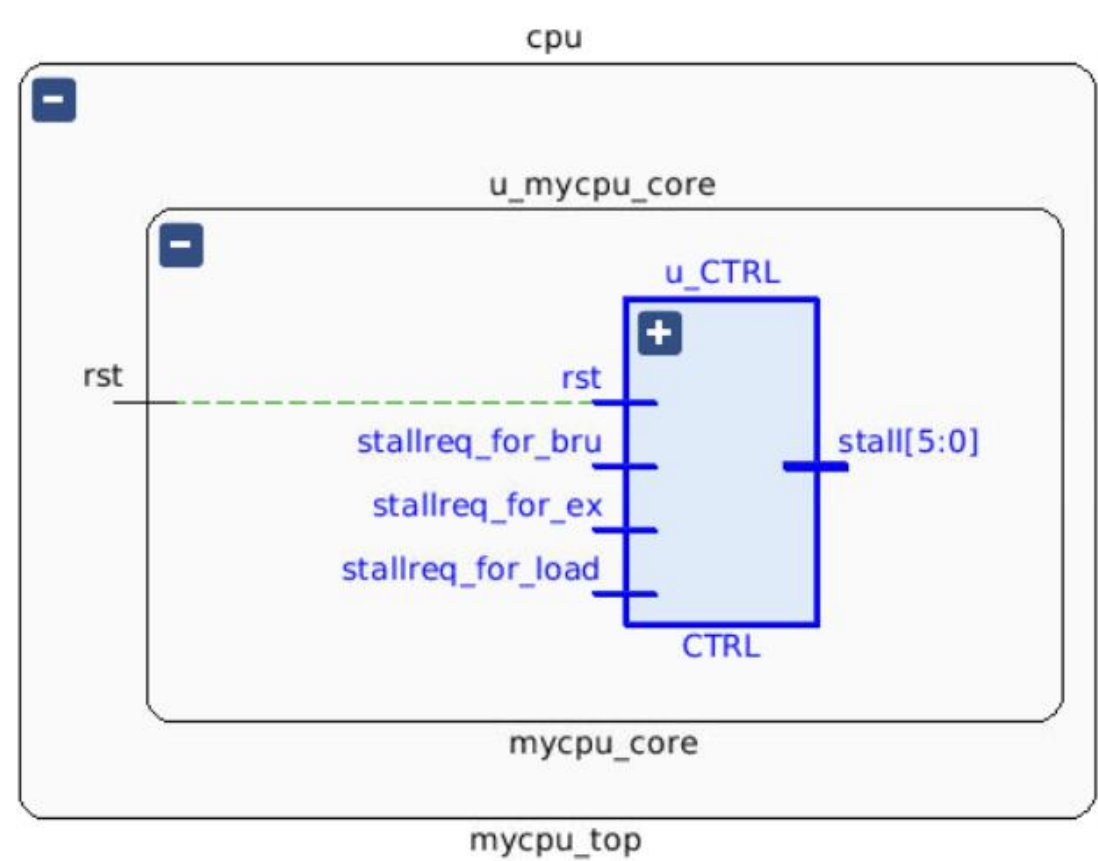 cpu
u_mycpu_core
u_CTRL
rst
rst
stallreq_for_bru
stall[5:0]
stallreq_for_ex
stallreq_for_load
CTRL
mycpu_core
mycpu_top